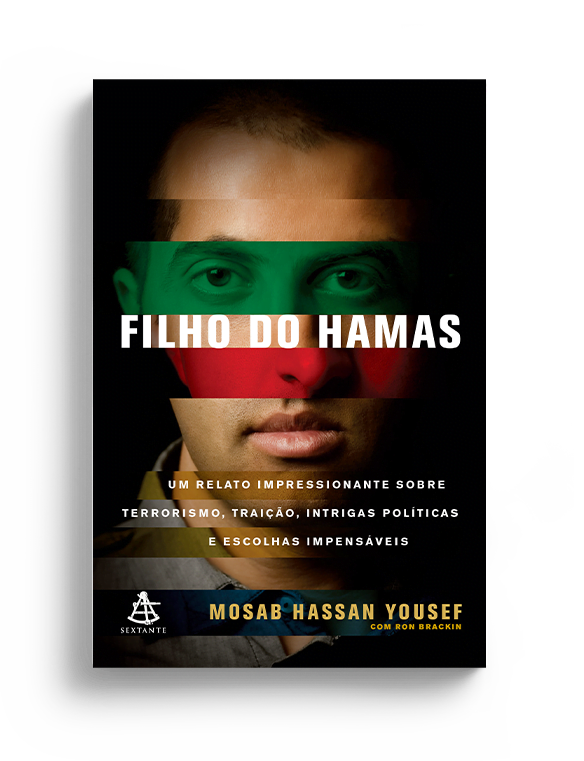 FILHO DO HAMAS
UM RELATO IMPRESSIONANTE SOBRE
TERRORISMO, TRAIÇÃO, INTRIGAS POLÍTICAS
E ESCOLHAS IMPENSÁVEIS
SEXTANTE
MOSAB HASSAN YOUSEF
COM RON BRACKIN